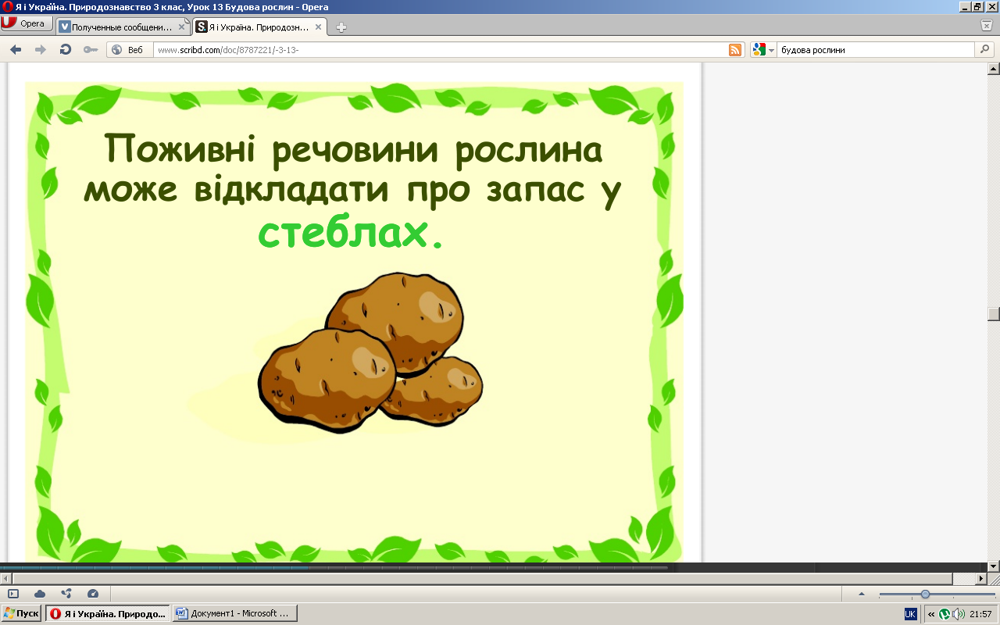 Я і Україна. Природознавство 3 клас, Урок 13 Будова рослин - Opera
Opera
Полученные сообщени...
Я і Україна. Природозн...
Веб
www.scribd.com/doc/8787221/-3-13-
будова рослини
Поживні речовини рослина
може відкладати про запас у
стеблах.
Пуск
Я і Україна. Природо...
Документ1 - Microsoft ...
UK
21:57